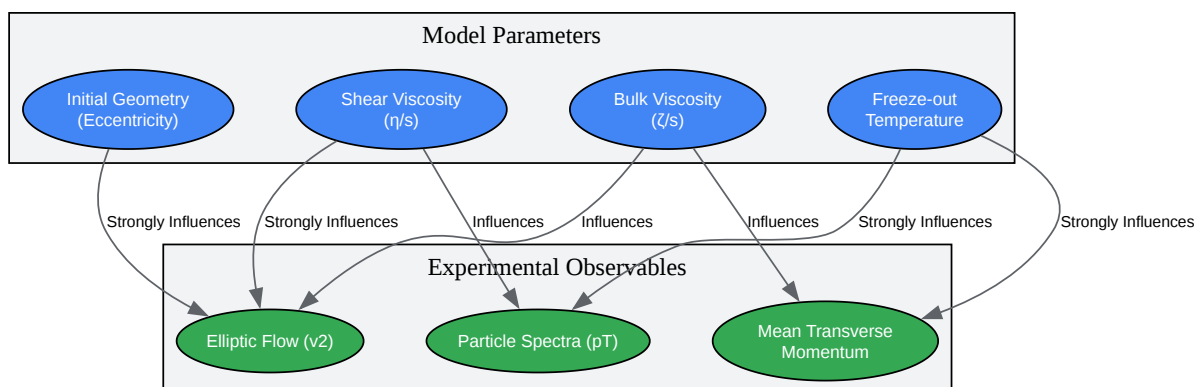 Model Parameters
Initial Geometry
(Eccentricity)
Shear Viscosity
(η/s)
Bulk Viscosity
(ζ/s)
Freeze-out
Temperature
Strongly Influences
Strongly Influences
Influences
Influences
Influences
Strongly Influences
Strongly Influences
Experimental Observables
Elliptic Flow (v2)
Particle Spectra (pT)
Mean Transverse
Momentum